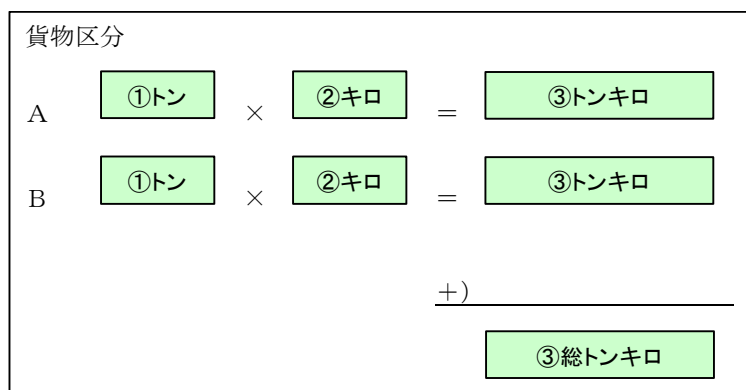 貨物区分
A ①トン × ②キロ = ③トンキロ
B ①トン × ②キロ = ③トンキロ
+)
③総トンキロ